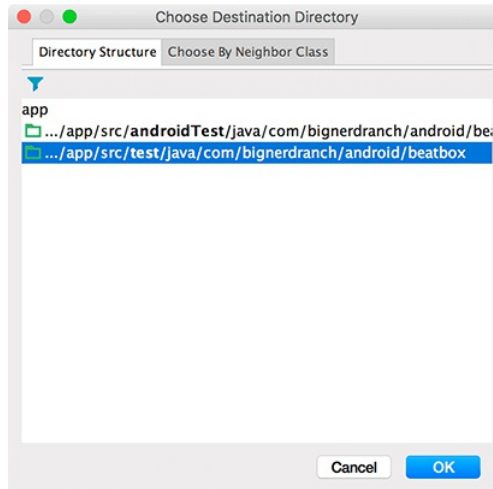 Choose Destination Directory
Directory Structure Choose By Neighbor Class
app
.../app/src/androidTest/java/com/bignerdranch/android/be
.../app/src/test/java/com/bignerdranch/android/beatbox
Cancel OK